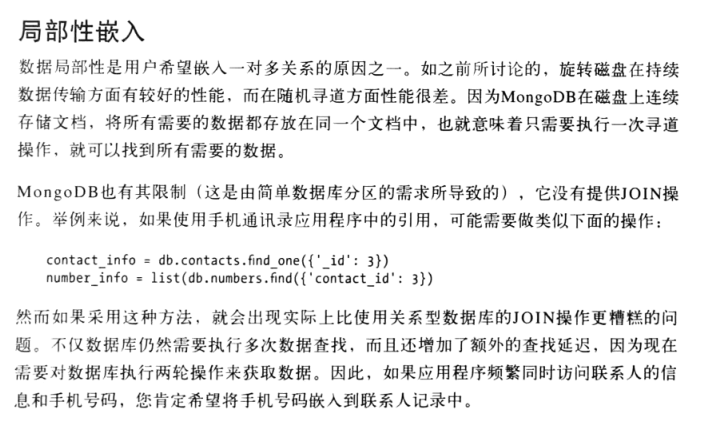 局部性嵌入
数据局部性是用户希望嵌入一对多关系的原因之一。如之前所讨论的，旋转磁盘在持续
数据传输方面有较好的性能，而在随机寻道方面性能很差。因为MongoDB在磁盘上连续
存储文档，将所有需要的数据都存放在同一个文档中，也就意味着只需要执行一次寻道
操作，就可以找到所有需要的数据。
MongoDB也有其限制（这是由简单数据库分区的需求所导致的），它没有提供JOIN操
作。举例来说，如果使用手机通讯录应用程序中的引用，可能需要做类似下面的操作：
contact_info = db.contacts.find_one({'_id': 3})
number_info = list(db.numbers.find({'contact_id': 3})
然而如果采用这种方法，就会出现实际上比使用关系型数据库的JOIN操作更糟糕的问
题。不仅数据库仍然需要执行多次数据查找，而且还增加了额外的查找延迟，因为现在
需要对数据库执行两轮操作来获取数据。因此，如果应用程序频繁同时访问联系人的信
息和手机号码，您肯定希望将手机号码嵌入到联系人记录中。